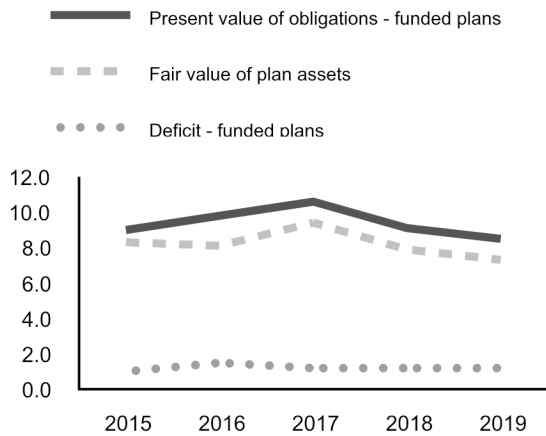 Present value of obligations - funded plans
Fair value of plan assets
Deficit - funded plans
12.0
10.0
8.0
6.0
4.0
2.0
0.0
2015 2016 2017 2018 2019